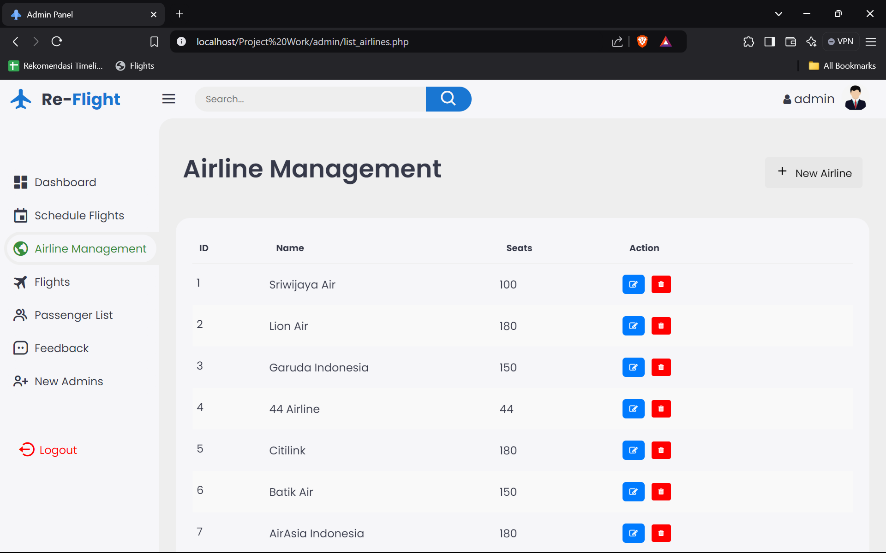 Admin Panel
localhost/Project%20Work/admin/list_airlines.php
VPN
Rekomendasi Timeli...
Flights
All Bookmarks
Re-Flight
Search...
admin
Airline Management
+ New Airline
Dashboard
Schedule Flights
Airline Management
Flights
Passenger List
Feedback
New Admins
Logout
ID Name Seats Action
1 Sriwijaya Air 100
2 Lion Air 180
3 Garuda Indonesia 150
4 44 Airline 44
5 Citilink 180
6 Batik Air 150
7 AirAsia Indonesia 180